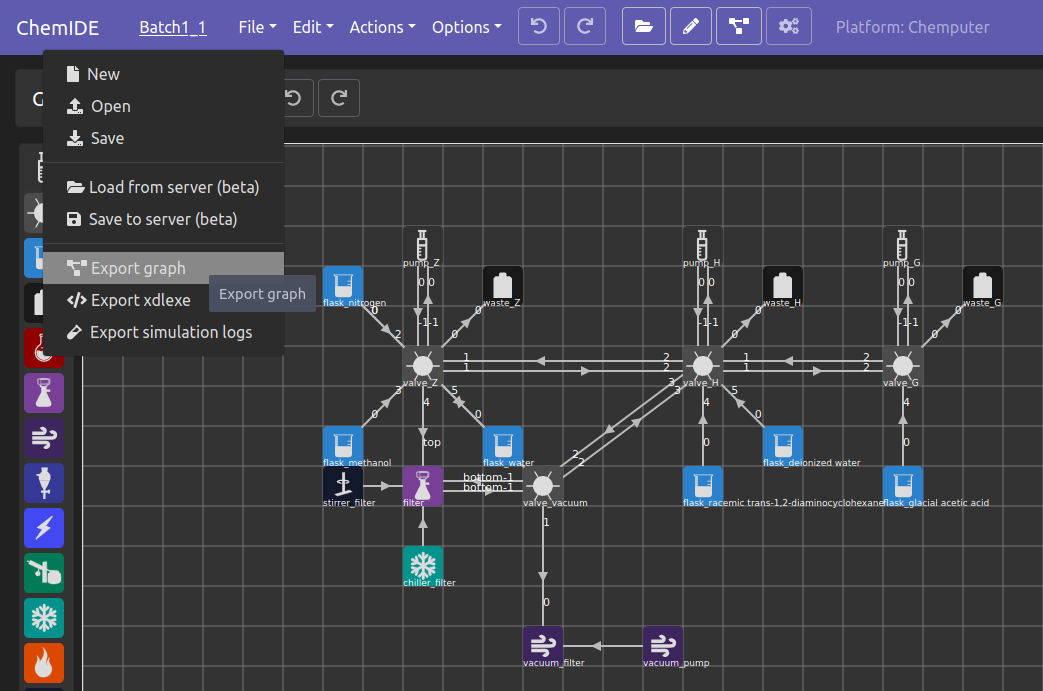 ChemIDE Batch1_1 File Edit Actions Options Platform: Chemputer
New
G
Open
Save
Load from server (beta)
Save to server (beta)
Export graph
Export xdlexe
Export graph
Export simulation logs
pump_Z pump_H pump_G
0 0 0 0 0 0
flask_nitrogen waste_Z waste_H waste_G
0 0 0 0
-1-1 -1-1 -1-1
2 0 0 0
1 2 1 2
1 2 1 2
valve_Z valve_H valve_G
3 5 3 3 5
4 4 4
0 0 0
top 0 0
2
2
flask_methanol flask_water flask_deionized water
bottom-1
bottom-1
stirrer_filter filter valve_vacuum flask_racemic trans-1,2-diaminocyclohexane flask_glacial acetic acid
1
chiller_filter
0
vacuum_filter vacuum_pump